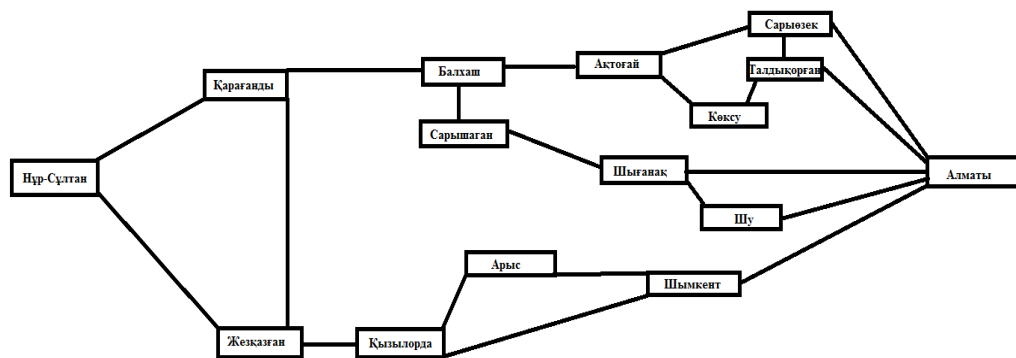 Сарыөзек
Қарағанды
Балхаш
Ақтоғай
Талдықорған
Көксу
Сарышаған
Нұр-Сұлтан
Шығанақ
Алматы
Шу
Арыс
Шымкент
Жезқазған
Қызылорда